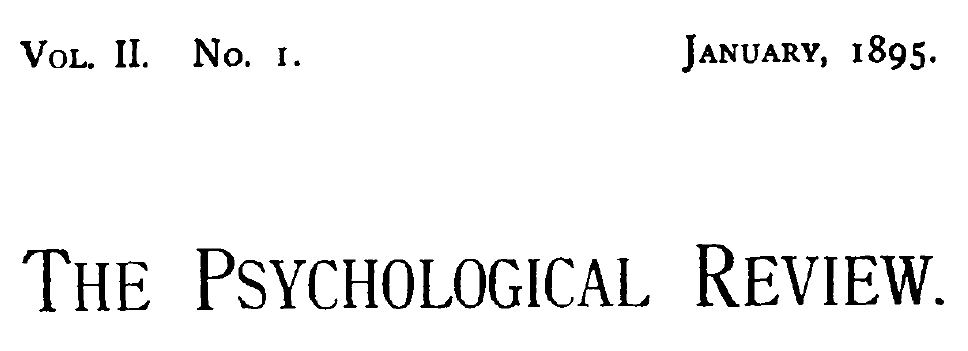 VOL. II. No. 1. JANUARY, 1895.
THE PSYCHOLOGICAL REVIEW.